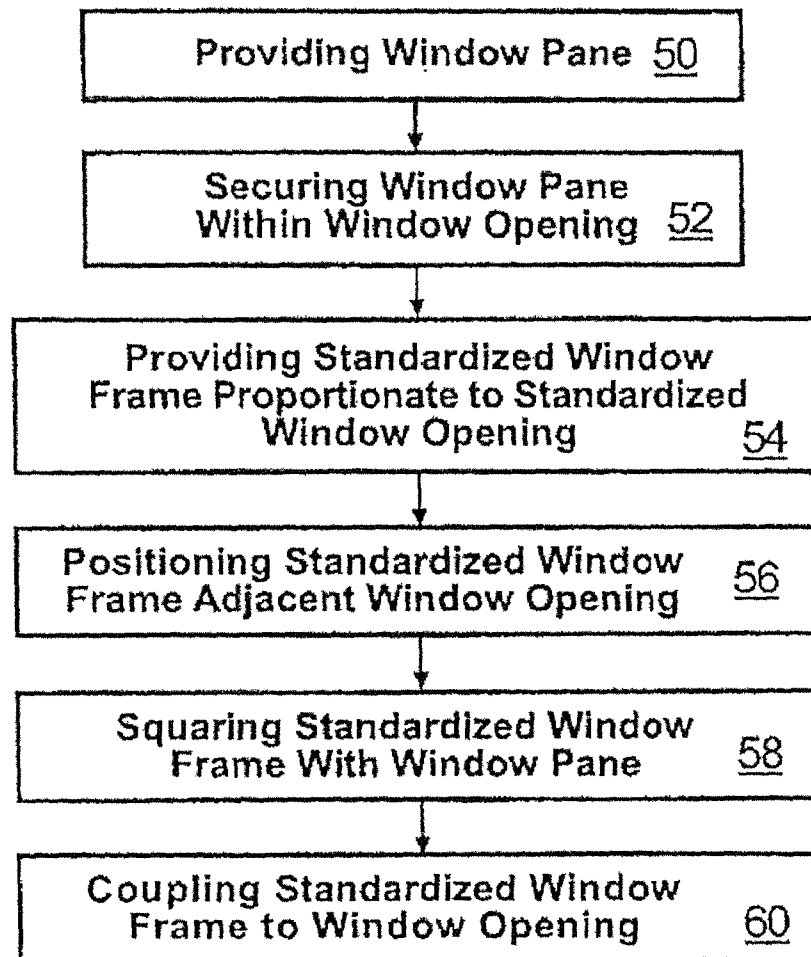 Providing Window Pane 50
Securing Window Pane
Within Window Opening 52
Providing Standardized Window
Frame Proportionate to Standardized
Window Opening 54
Positioning Standardized Window
Frame Adjacent Window Opening 56
Squaring Standardized Window
Frame With Window Pane 58
Coupling Standardized Window
Frame to Window Opening 60